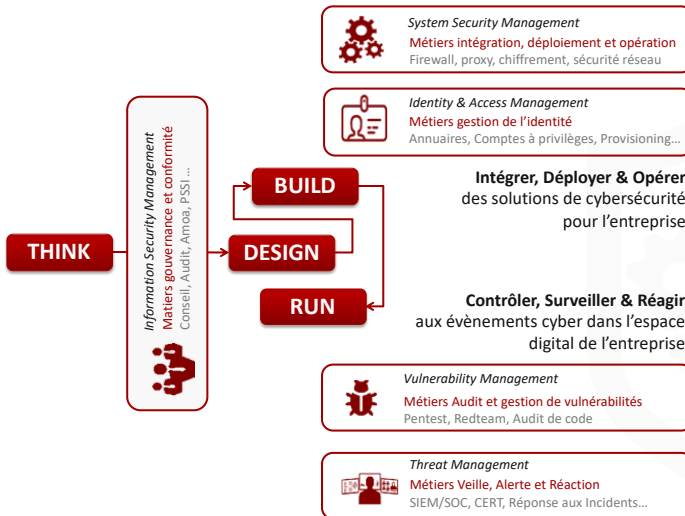 System Security Management
Métiers intégration, déploiement et opération
Firewall, proxy, chiffrement, sécurité réseau
Identity & Access Management
Métiers gestion de l'identité
Annuaires, Comptes à privilèges, Provisioning...
Information Security Management
Matiers gouvernance et conformité
Conseil, Audit, Amoa, PSSI ...
THINK
BUILD
DESIGN
RUN
Intégrer, Déployer & Opérer
des solutions de cybersécurité
pour l'entreprise
Contrôler, Surveiller & Réagir
aux évènements cyber dans l'espace
digital de l'entreprise
Vulnerability Management
Métiers Audit et gestion de vulnérabilités
Pentest, Redteam, Audit de code
Threat Management
Métiers Veille, Alerte et Réaction
SIEM/SOC, CERT, Réponse aux Incidents...